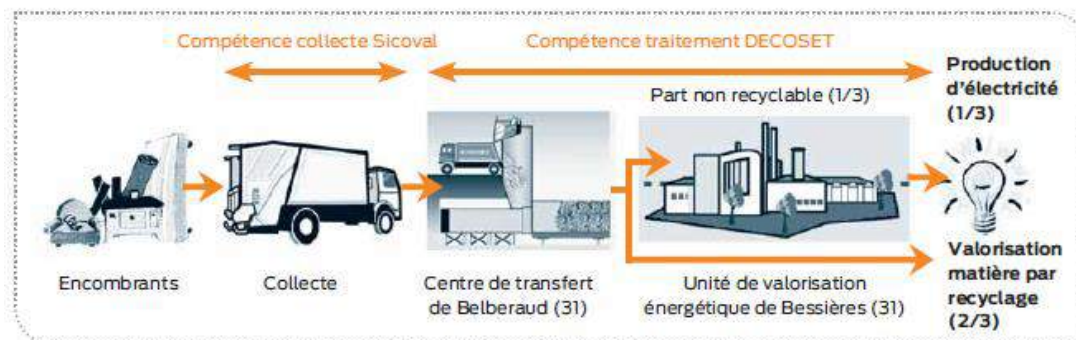 Compétence collecte Sicoval
Compétence traitement DECOSET
Part non recyclable (1/3)
Production
d'électricité
(1/3)
Encombrants
Collecte
Centre de transfert
de Belberaud (31)
Unité de valorisation
énergétique de Bessières (31)
Valorisation
matière par
recyclage
(2/3)